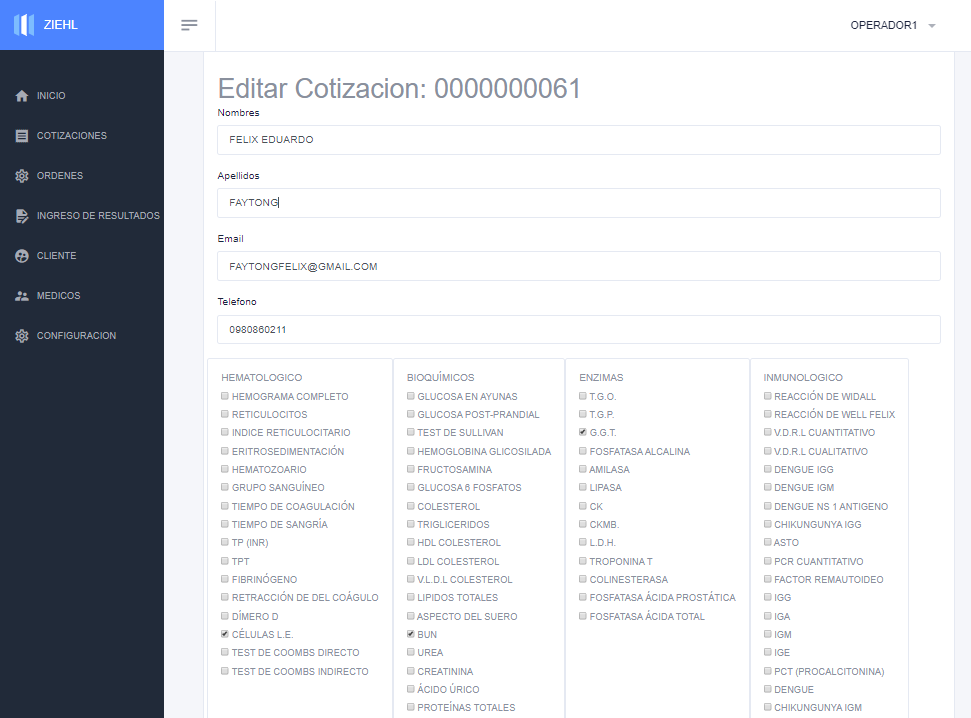 ZIEHL
OPERADOR1
INICIO
COTIZACIONES
ORDENES
INGRESO DE RESULTADOS
CLIENTE
MEDICOS
CONFIGURACION
Editar Cotizacion: 0000000061
Nombres
FELIX EDUARDO
Apellidos
FAYTONG
Email
FAYTONGFELIX@GMAIL.COM
Telefono
0980860211
HEMATOLOGICO
HEMOGRAMA COMPLETO
RETICULOCITOS
INDICE RETICULOCITARIO
ERITROSEDIMENTACIÓN
HEMATOZOARIO
GRUPO SANGUÍNEO
TIEMPO DE COAGULACIÓN
TIEMPO DE SANGRÍA
TP (INR)
TPT
FIBRINÓGENO
RETRACCIÓN DE DEL COÁGULO
DÍMERO D
CÉLULAS L.E.
TEST DE COOMBS DIRECTO
TEST DE COOMBS INDIRECTO
BIOQUÍMICOS
GLUCOSA EN AYUNAS
GLUCOSA POST-PRANDIAL
TEST DE SULLIVAN
HEMOGLOBINA GLICOSILADA
FRUCTOSAMINA
GLUCOSA 6 FOSFATOS
COLESTEROL
TRIGLICERIDOS
HDL COLESTEROL
LDL COLESTEROL
V.L.D.L COLESTEROL
LIPIDOS TOTALES
ASPECTO DEL SUERO
BUN
UREA
CREATININA
ÁCIDO ÚRICO
PROTEÍNAS TOTALES
ENZIMAS
T.G.O.
T.G.P.
G.G.T.
FOSFATASA ALCALINA
AMILASA
LIPASA
CK
CKMB.
L.D.H.
TROPONINA T
COLINESTERASA
FOSFATASA ÁCIDA PROSTÁTICA
FOSFATASA ÁCIDA TOTAL
INMUNOLOGICO
REACCIÓN DE WIDALL
REACCIÓN DE WELL FELIX
V.D.R.L CUANTITATIVO
V.D.R.L CUALITATIVO
DENGUE IGG
DENGUE IGM
DENGUE NS 1 ANTIGENO
CHIKUNGUNYA IGG
ASTO
PCR CUANTITATIVO
FACTOR REMAUTOIDEO
IGG
IGA
IGM
IGE
PCT (PROCALCITONINA)
DENGUE
CHIKUNGUNYA IGM